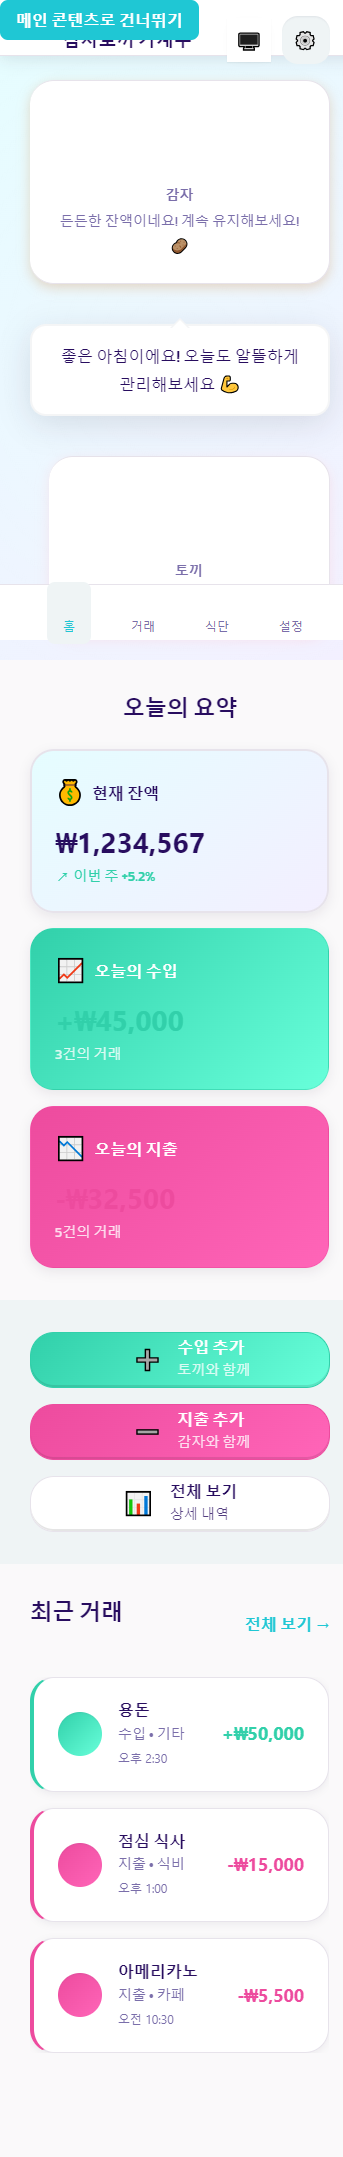 메인 콘텐츠로 건너뛰기
감자
든든한 잔액이네요! 계속 유지해보세요!
🥔
좋은 아침이에요! 오늘도 알뜰하게
관리해보세요 💪
토끼
홈
거래
식단
설정
오늘의 요약
💰 현재 잔액
₩1,234,567
↗ 이번 주 +5.2%
📈 오늘의 수입
+₩45,000
3건의 거래
📉 오늘의 지출
-₩32,500
5건의 거래
➕ 수입 추가
토끼와 함께
➖ 지출 추가
감자와 함께
📊 전체 보기
상세 내역
최근 거래
전체 보기 →
용돈
수입 • 기타
+₩50,000
오후 2:30
점심 식사
지출 • 식비
-₩15,000
오후 1:00
아메리카노
지출 • 카페
-₩5,500
오전 10:30